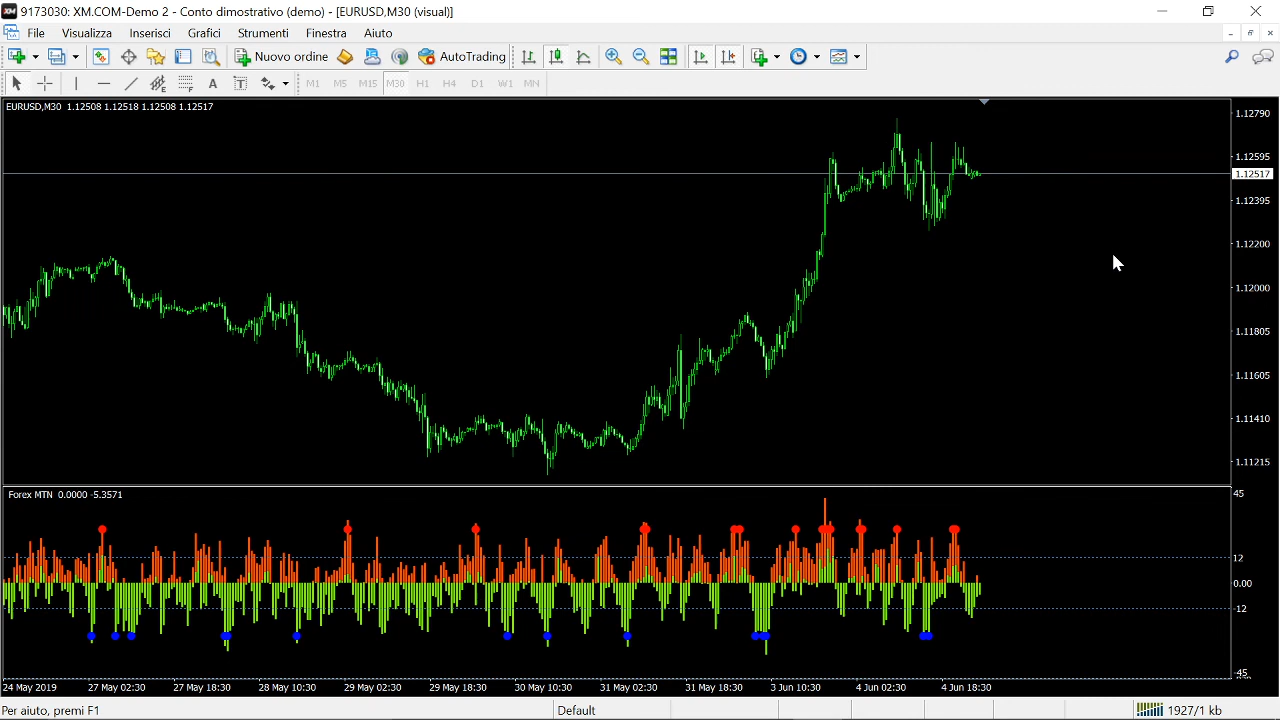 XM 9173030: XM.COM-Demo 2 - Conto dimostrativo (demo) - [EURUSD,M30 (visual)]
File Visualizza Inserisci Grafici Strumenti Finestra Aiuto
Nuovo ordine AutoTrading
A T M1 M5 M15 M30 H1 H4 D1 W1 MN
EURUSD,M30 1.12508 1.12518 1.12508 1.12517
1.12790
1.12595
1.12517
1.12395
1.12200
1.12000
1.11805
1.11605
1.11410
1.11215
Forex MTN 0.0000 -5.3571
45
12
0.00
-12
-45
24 May 2019 27 May 02:30 27 May 18:30 28 May 10:30 29 May 02:30 29 May 18:30 30 May 10:30 31 May 02:30 31 May 18:30 3 Jun 10:30 4 Jun 02:30 4 Jun 18:30
Per aiuto, premi F1 Default 1927/1 kb